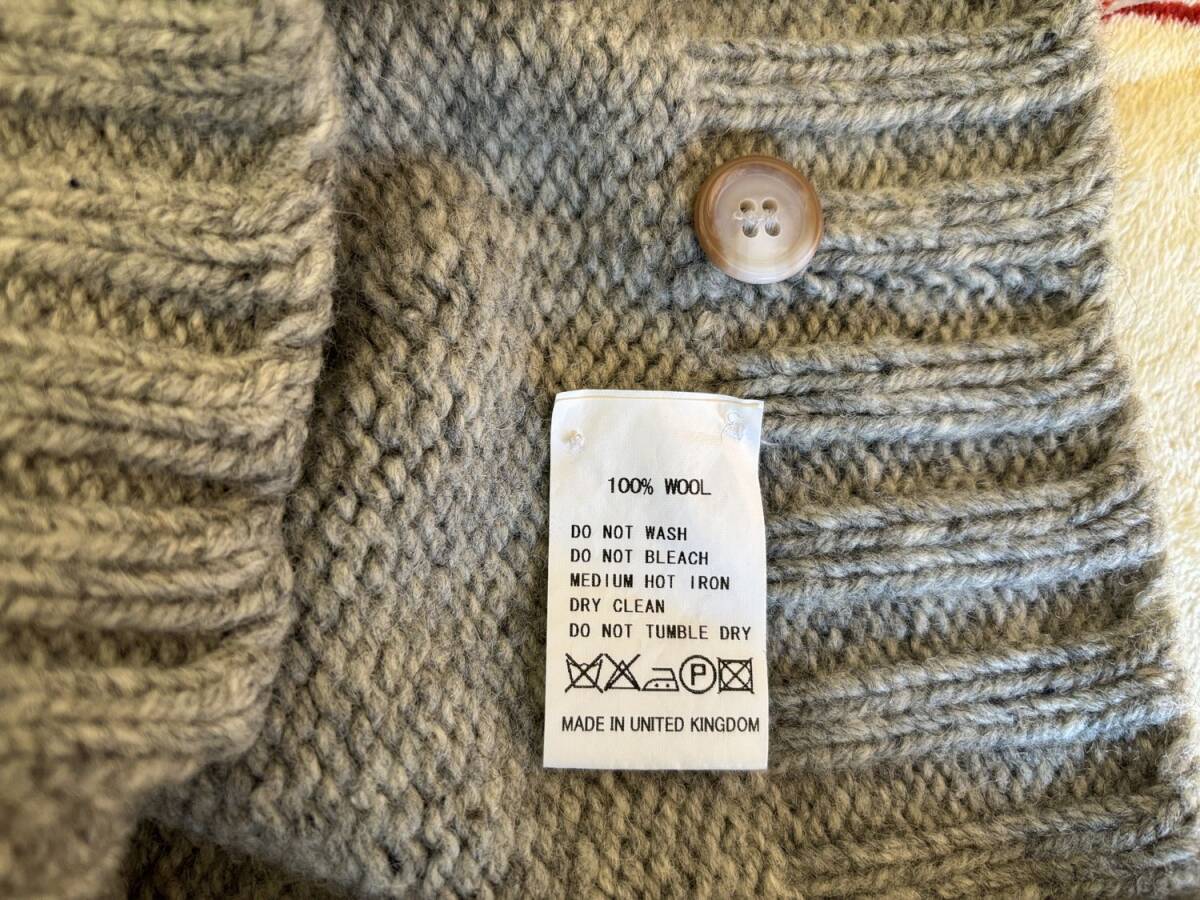 100% WOOL
DO NOT WASH
DO NOT BLEACH
MEDIUM HOT IRON
DRY CLEAN
DO NOT TUMBLE DRY
P
MADE IN UNITED KINGDOM